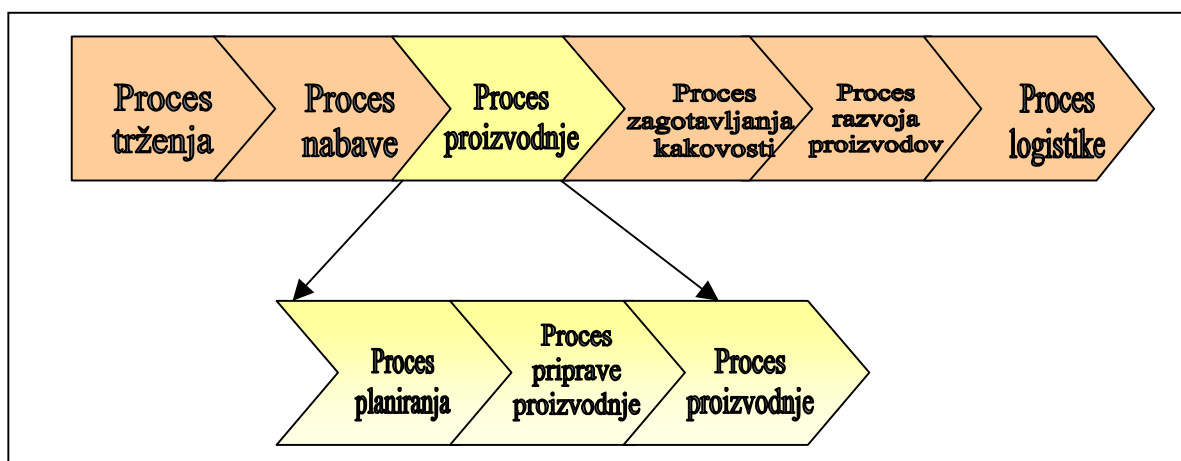 Proces
trženja
Proces
nabave
Proces
proizvodnje
Proces
zagotavljanja
kakovosti
Proces
razvoja
proizvodov
Proces
logistike
Proces
planiranja
Proces
priprave
proizvodnje
Proces
proizvodnje